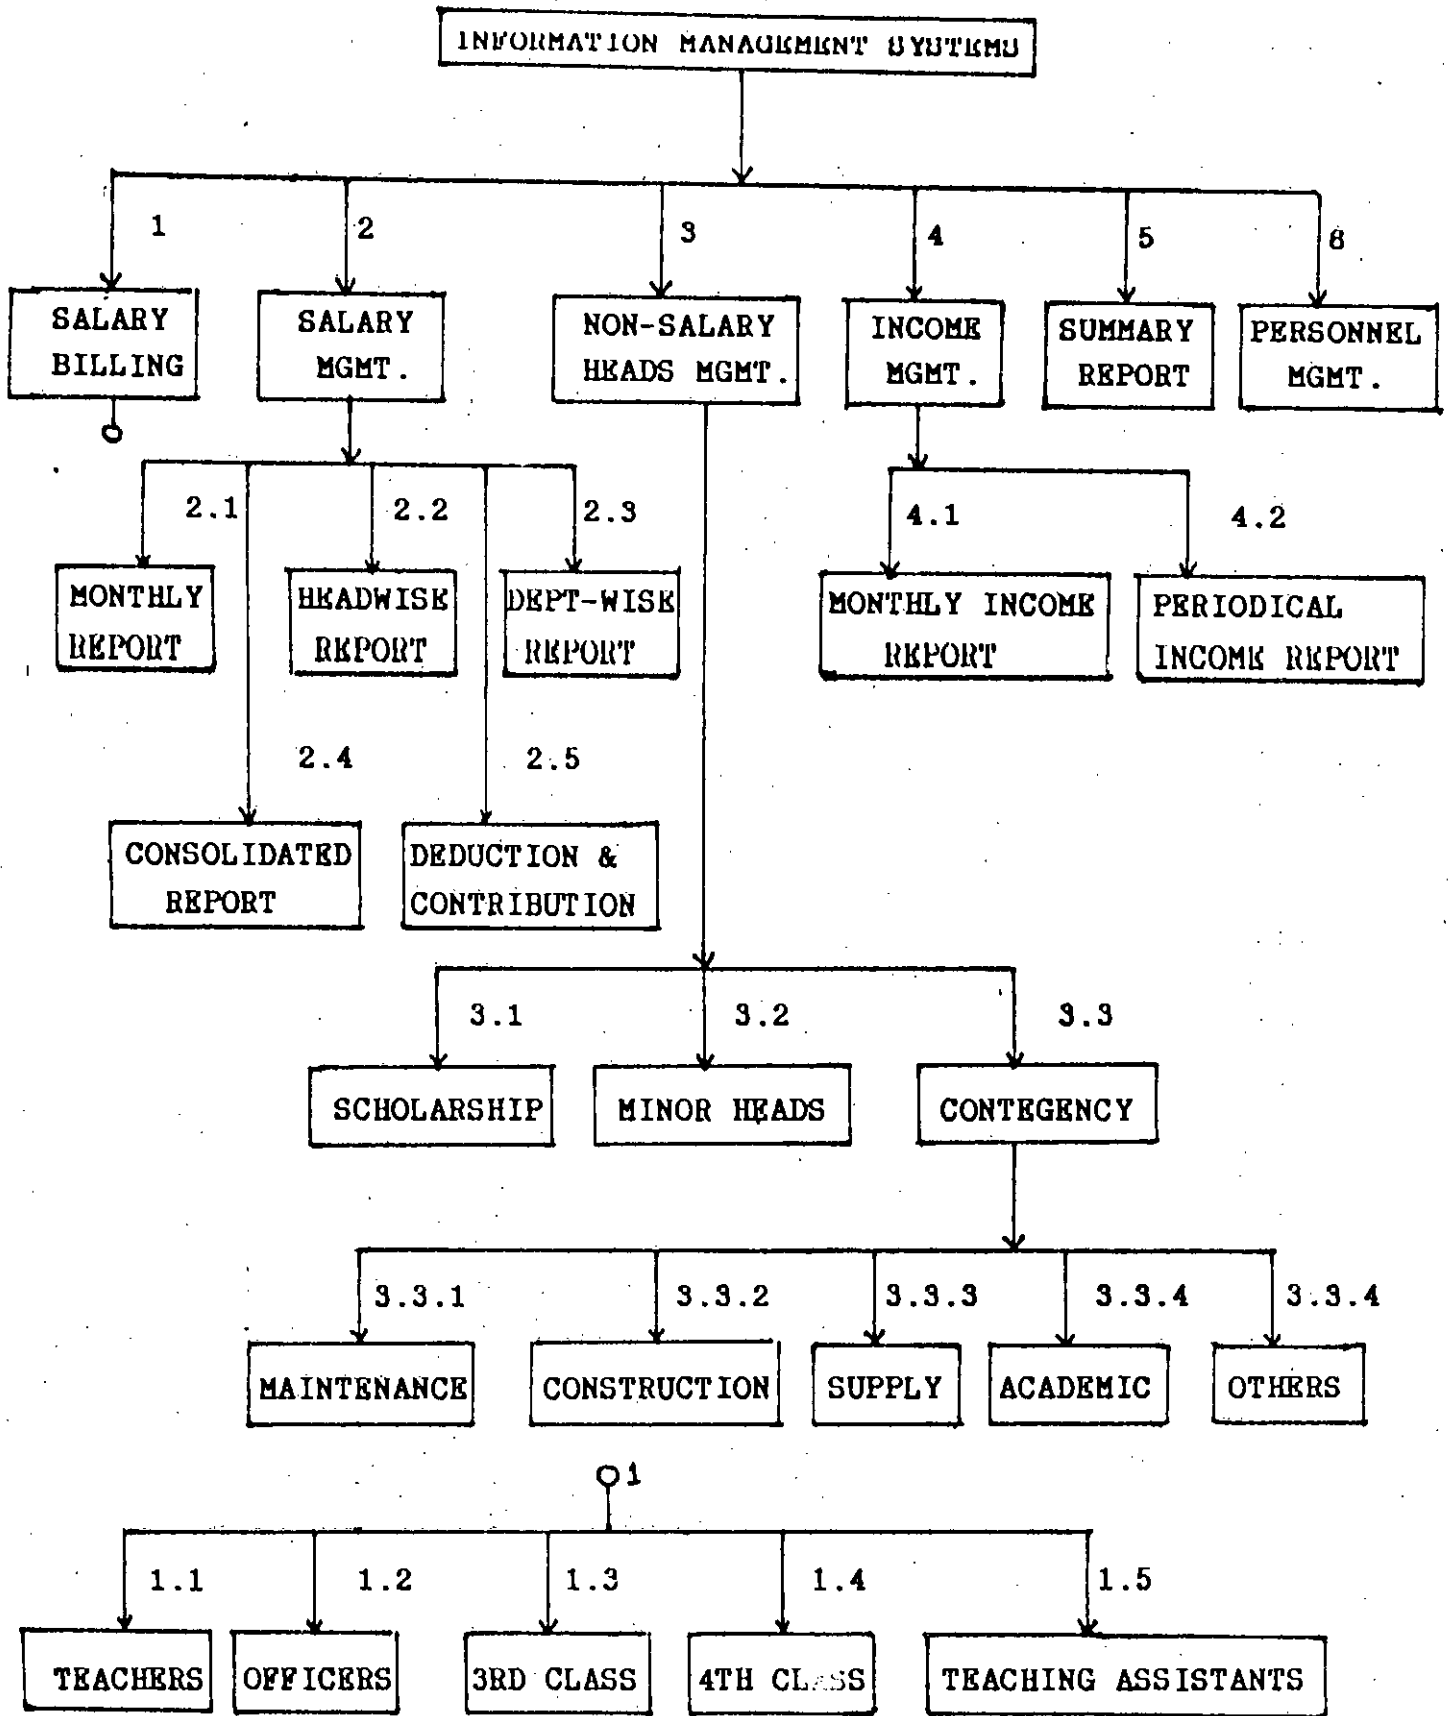 INFORMATION MANAGEMENT SYSTEMS
1
2
3
4
5
6
SALARY
BILLING
SALARY
MGMT.
NON-SALARY
HEADS MGMT.
INCOME
MGMT.
SUMMARY
REPORT
PERSONNEL
MGMT.
2.1
2.2
2.3
4.1
4.2
MONTHLY
REPORT
HEADWISE
REPORT
DEPT-WISE
REPORT
MONTHLY INCOME
REPORT
PERIODICAL
INCOME REPORT
2.4
2.5
CONSOLIDATED
REPORT
DEDUCTION &
CONTRIBUTION
3.1
3.2
3.3
SCHOLARSHIP
MINOR HEADS
CONTEGENCY
3.3.1
3.3.2
3.3.3
3.3.4
3.3.4
MAINTENANCE
CONSTRUCTION
SUPPLY
ACADEMIC
OTHERS
1
1.1
1.2
1.3
1.4
1.5
TEACHERS
OFFICERS
3RD CLASS
4TH CLASS
TEACHING ASSISTANTS